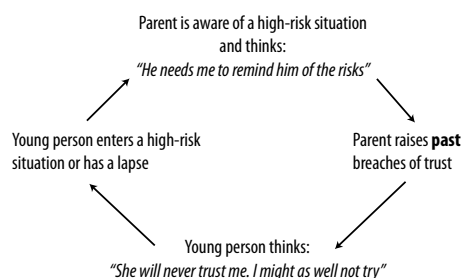 Parent is aware of a high-risk situation
and thinks:
“He needs me to remind him of the risks”
Parent raises past
breaches of trust
Young person thinks:
“She will never trust me. I might as well not try”
Young person enters a high-risk
situation or has a lapse